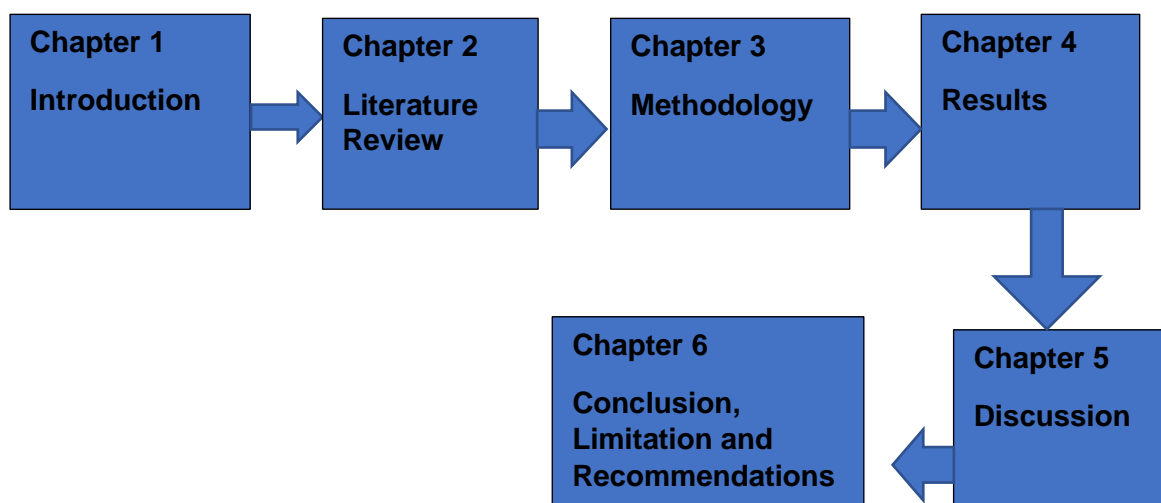 Chapter 1
Introduction
Chapter 2
Literature
Review
Chapter 3
Methodology
Chapter 4
Results
Chapter 5
Discussion
Chapter 6
Conclusion,
Limitation and
Recommendations